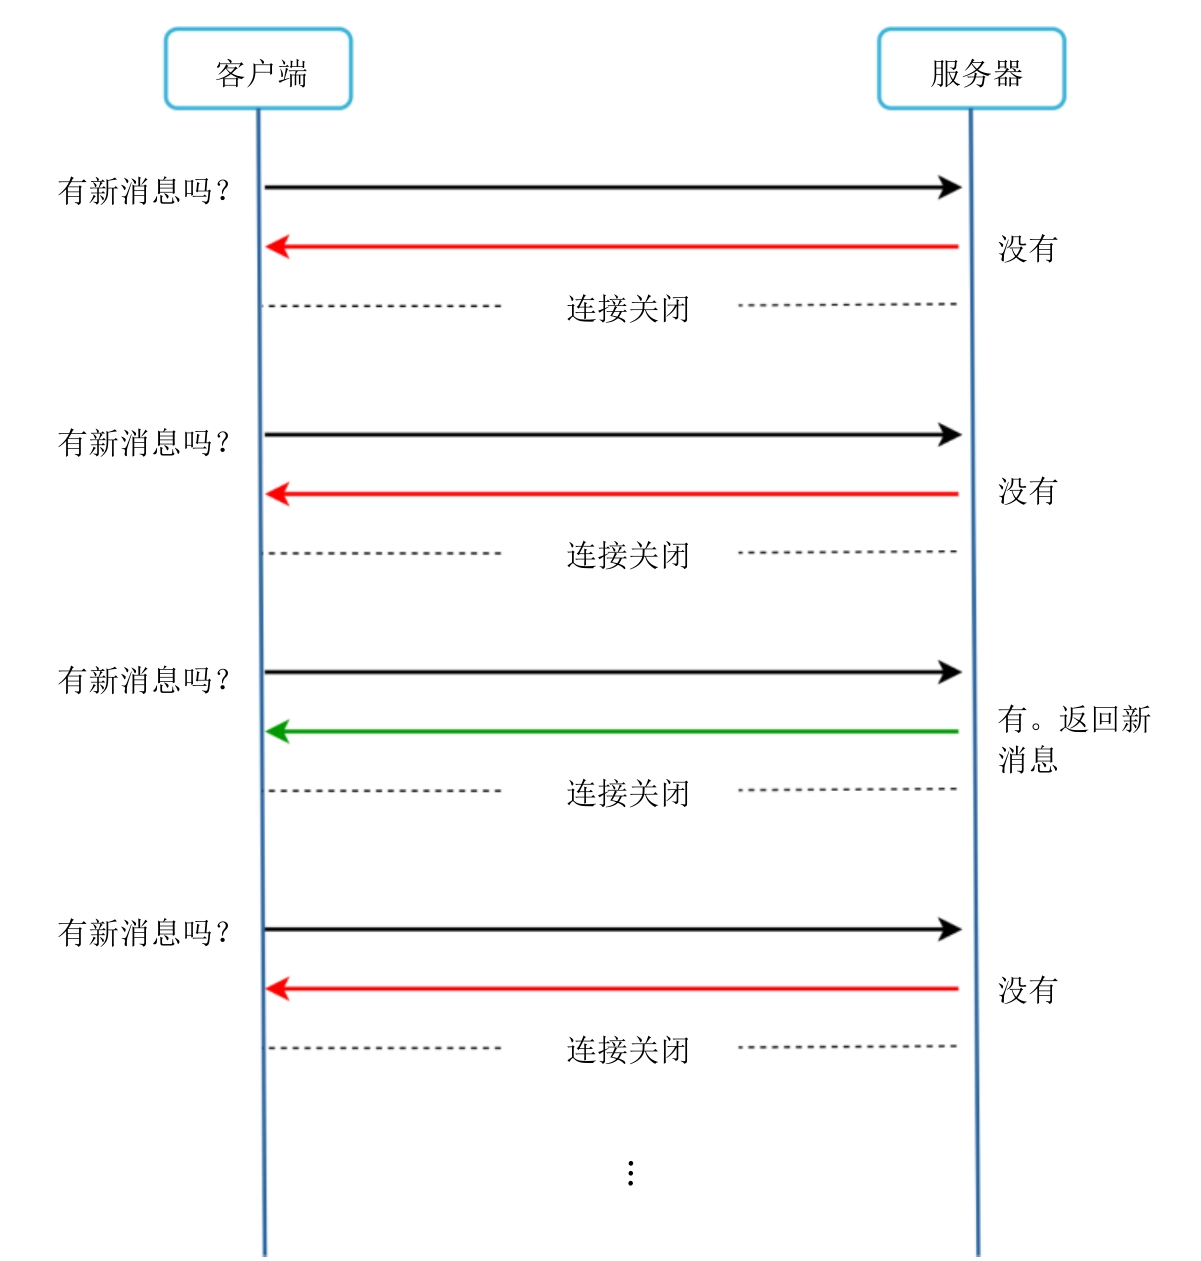 客户端
服务器
有新消息吗?
没有
连接关闭
有新消息吗?
没有
连接关闭
有新消息吗?
有。返回新
消息
连接关闭
有新消息吗?
没有
连接关闭
⋮